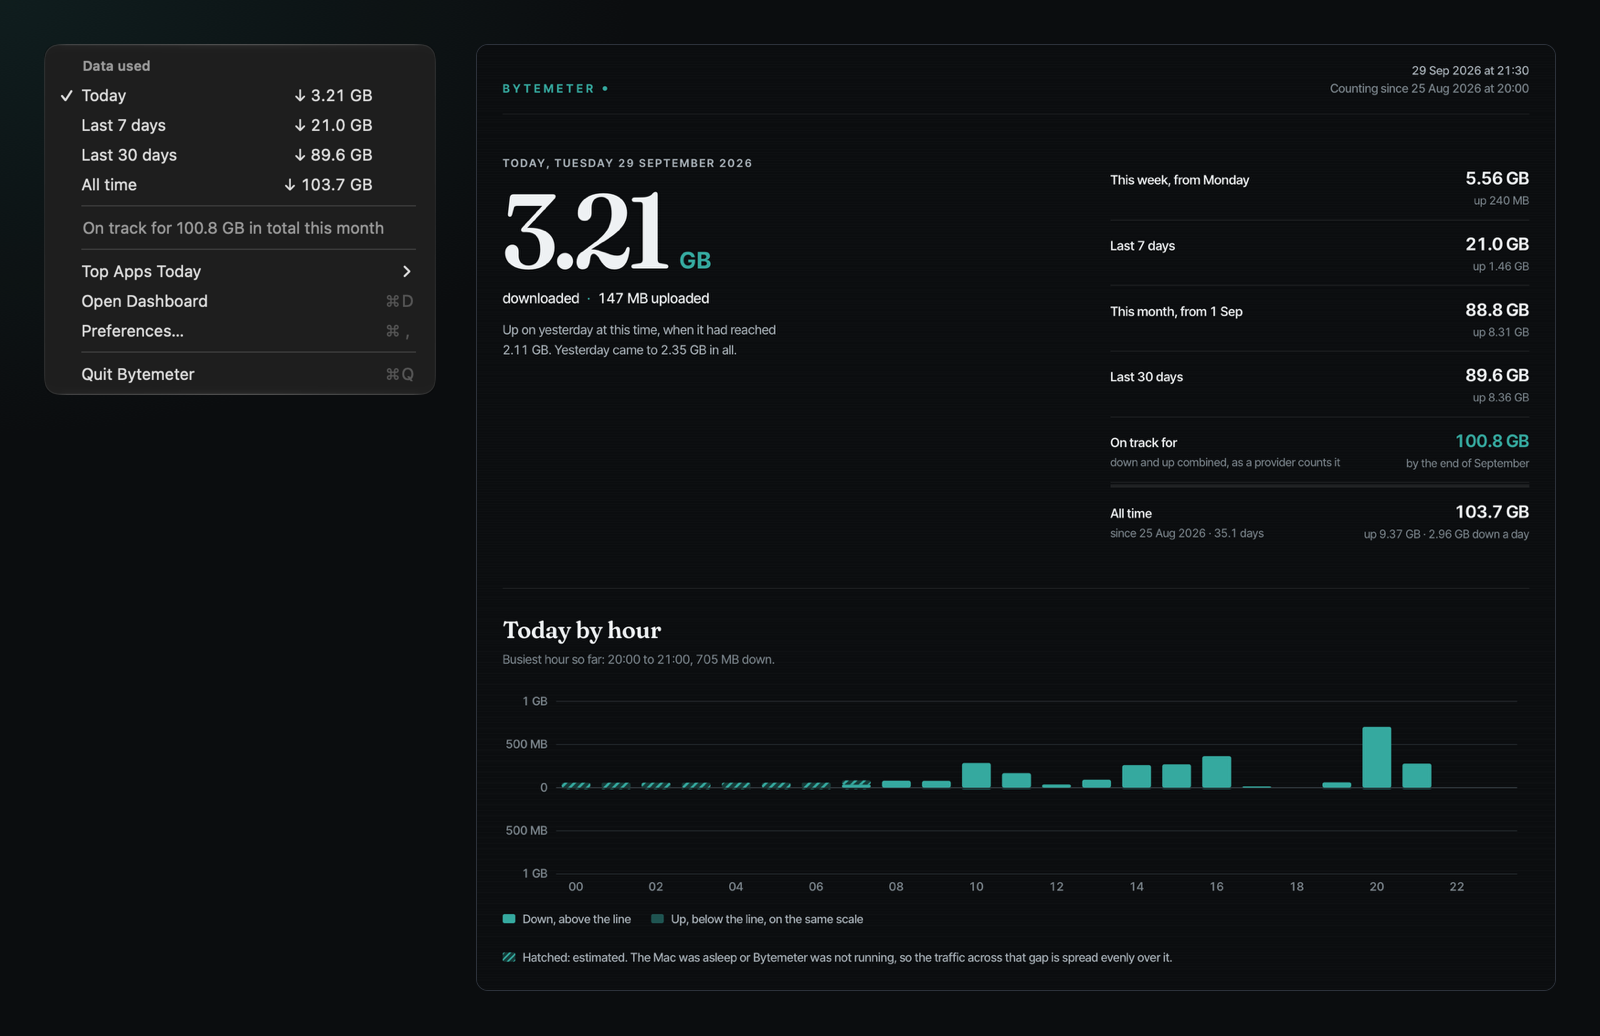 Data used
✓ Today ↓ 3.21 GB
Last 7 days ↓ 21.0 GB
Last 30 days ↓ 89.6 GB
All time ↓ 103.7 GB
On track for 100.8 GB in total this month
Top Apps Today
Open Dashboard ⌘D
Preferences... ⌘,
Quit Bytemeter ⌘Q
BYTEMETER •
29 Sep 2026 at 21:30
Counting since 25 Aug 2026 at 20:00
TODAY, TUESDAY 29 SEPTEMBER 2026
3.21 GB
downloaded · 147 MB uploaded
Up on yesterday at this time, when it had reached
2.11 GB. Yesterday came to 2.35 GB in all.
This week, from Monday 5.56 GB
up 240 MB
Last 7 days 21.0 GB
up 1.46 GB
This month, from 1 Sep 88.8 GB
up 8.31 GB
Last 30 days 89.6 GB
up 8.36 GB
On track for 100.8 GB
down and up combined, as a provider counts it by the end of September
All time 103.7 GB
since 25 Aug 2026 · 35.1 days up 9.37 GB · 2.96 GB down a day
Today by hour
Busiest hour so far: 20:00 to 21:00, 705 MB down.
1 GB
500 MB
0
500 MB
1 GB
00 02 04 06 08 10 12 14 16 18 20 22
Down, above the line Up, below the line, on the same scale
Hatched: estimated. The Mac was asleep or Bytemeter was not running, so the traffic across that gap is spread evenly over it.